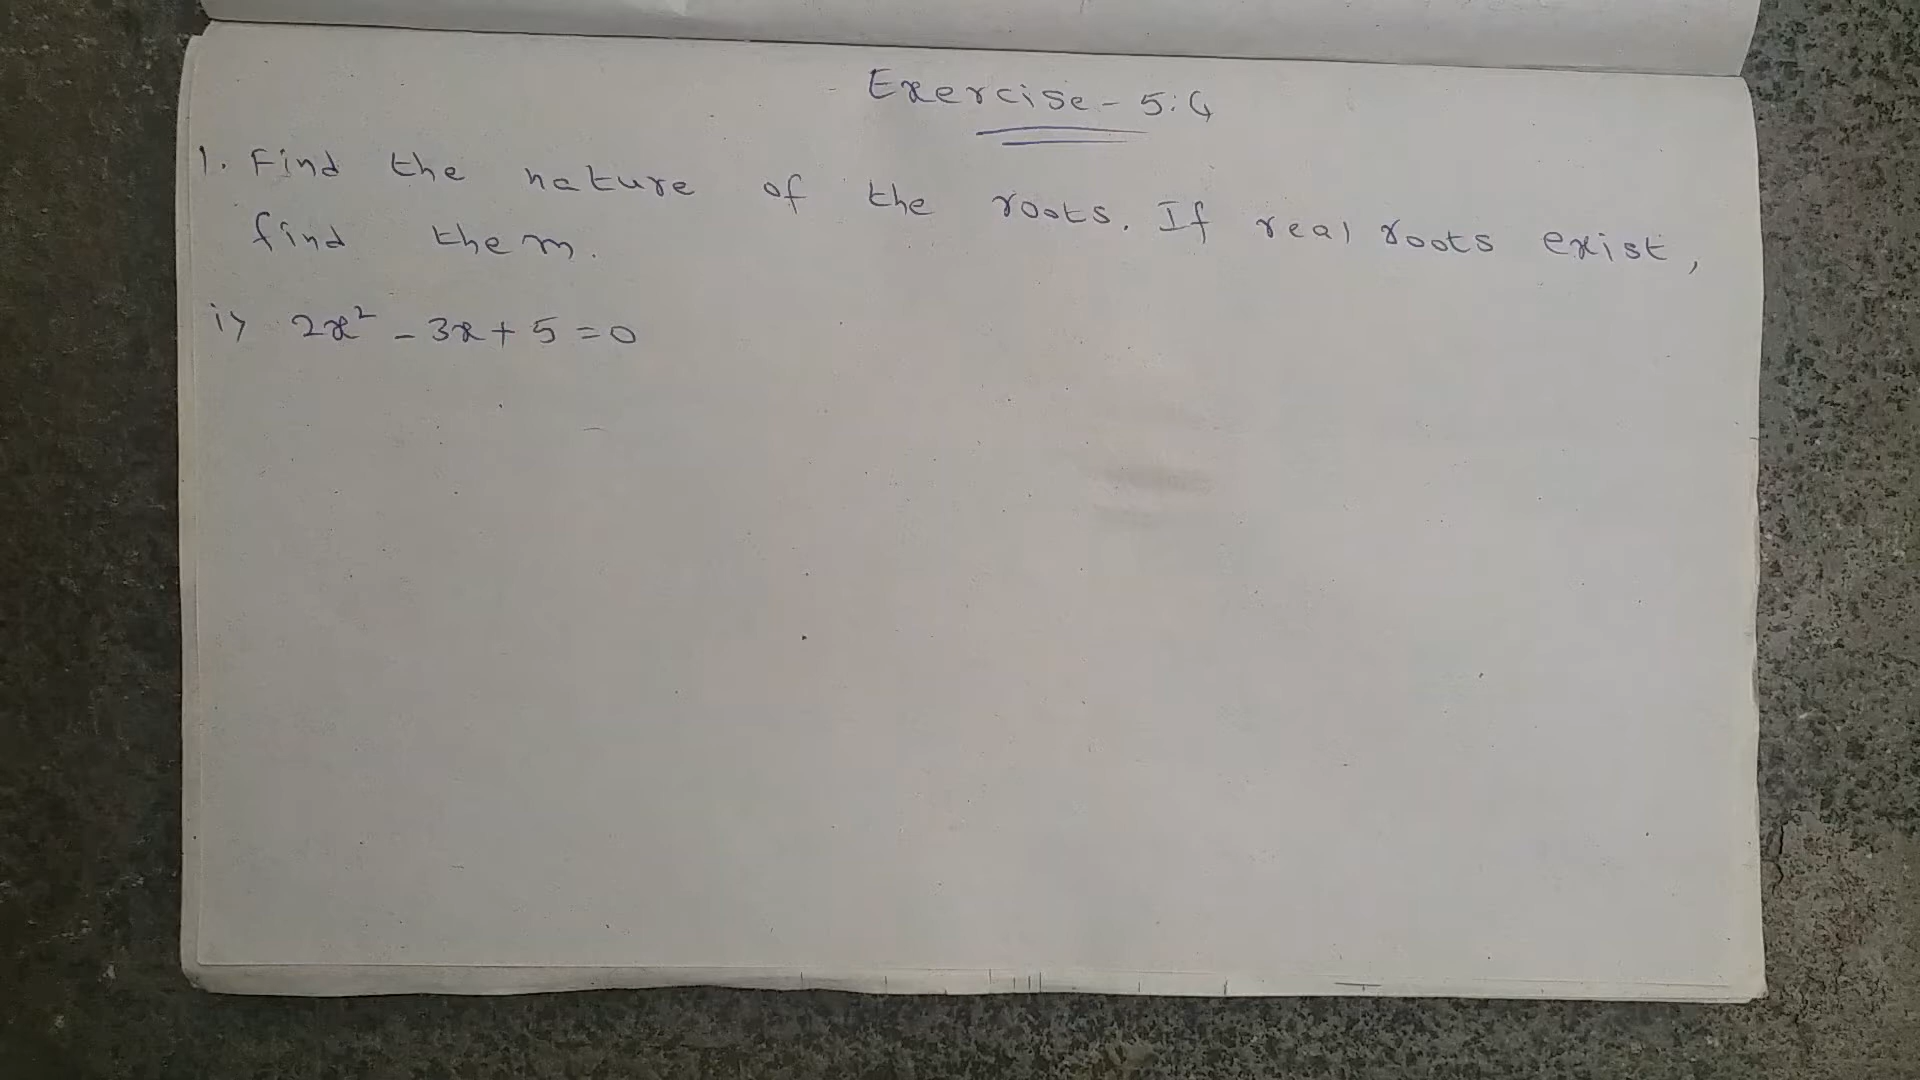 Exercise - 5.4
1. Find the nature of the roots. If real roots exist,
find them.
i> 2x² - 3x + 5 = 0